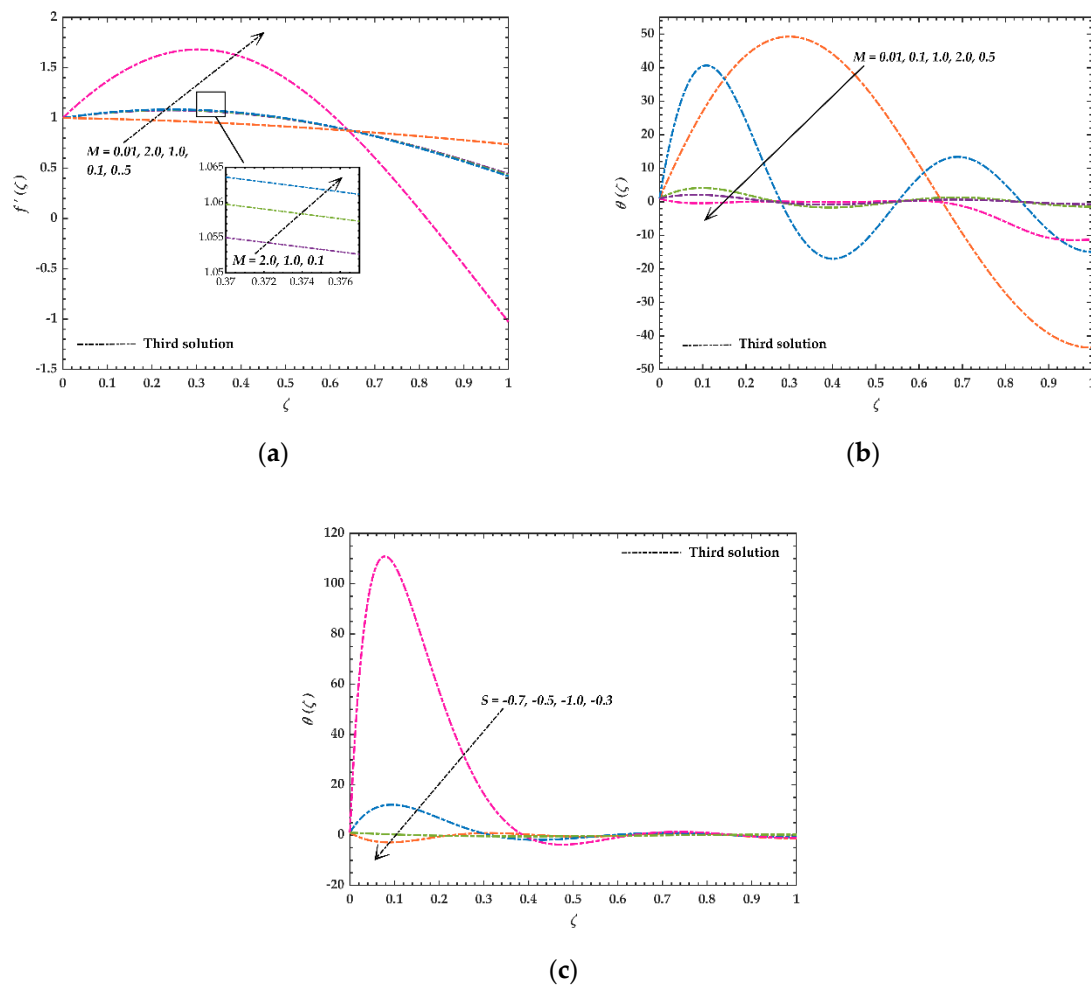 2
1.5
1
0.5
0
-0.5
-1
-1.5
f ′ (ζ)
M = 0.01, 2.0, 1.0,
0.1, 0..5
1.065
1.06
1.055
1.05
M = 2.0, 1.0, 0.1
0.37 0.372 0.374 0.376
Third solution
0 0.1 0.2 0.3 0.4 0.5 0.6 0.7 0.8 0.9 1
ζ
(a)
50
40
30
20
10
0
-10
-20
-30
-40
-50
θ (ζ)
M = 0.01, 0.1, 1.0, 2.0, 0.5
Third solution
0 0.1 0.2 0.3 0.4 0.5 0.6 0.7 0.8 0.9 1
ζ
(b)
120
100
80
60
40
20
0
-20
θ (ζ)
Third solution
S = -0.7, -0.5, -1.0, -0.3
0 0.1 0.2 0.3 0.4 0.5 0.6 0.7 0.8 0.9 1
ζ
(c)